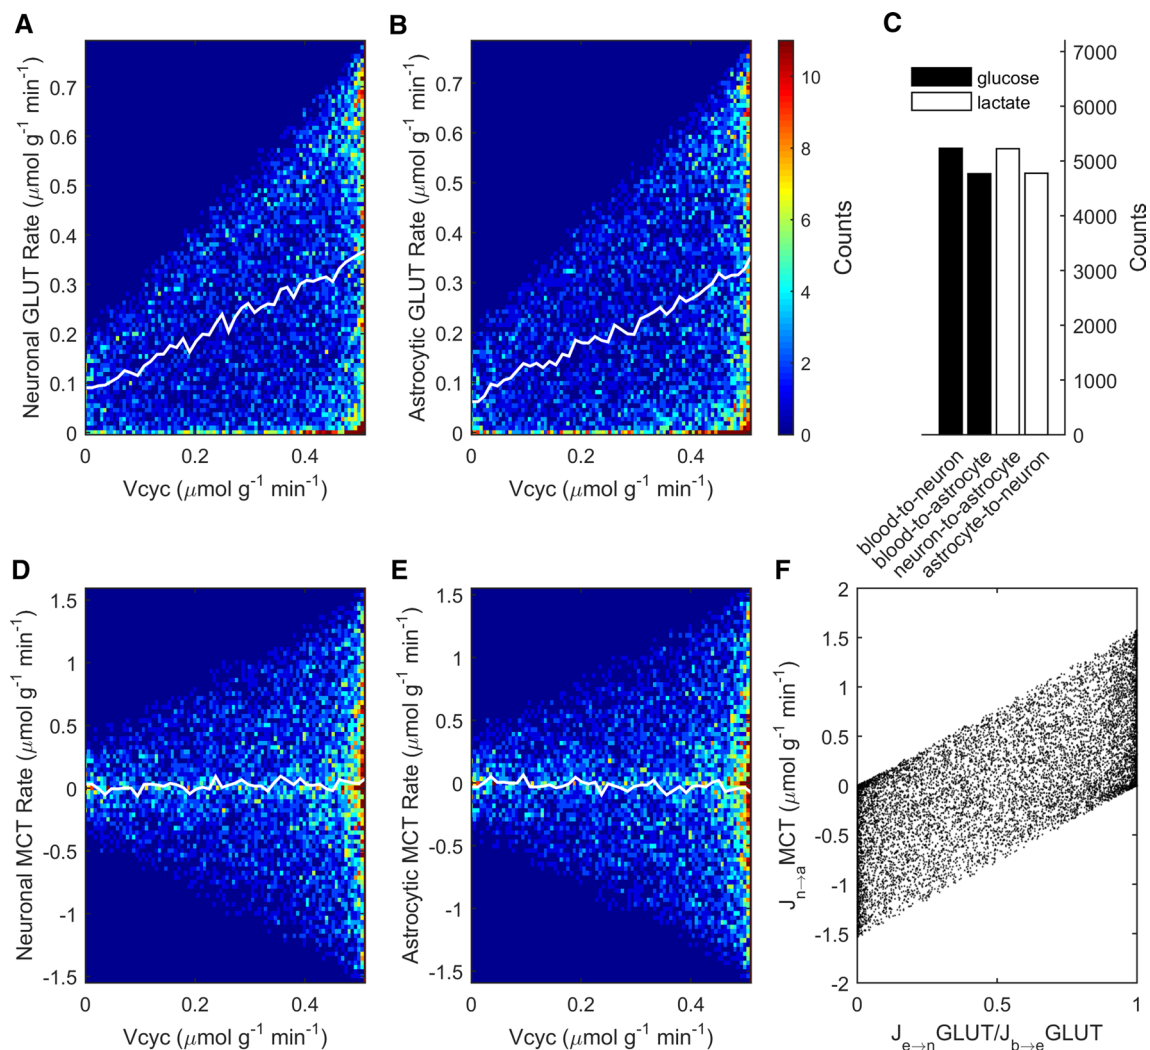 A
Neuronal GLUT Rate (μmol g⁻¹ min⁻¹)
0.7
0.6
0.5
0.4
0.3
0.2
0.1
0
0 0.2 0.4
Vcyc (μmol g⁻¹ min⁻¹)
B
Astrocytic GLUT Rate (μmol g⁻¹ min⁻¹)
0.7
0.6
0.5
0.4
0.3
0.2
0.1
0
0 0.2 0.4
Vcyc (μmol g⁻¹ min⁻¹)
10
8
6
4
2
0
Counts
C
glucose
lactate
7000
6000
5000
4000
3000
2000
1000
0
Counts
blood-to-neuron
blood-to-astrocyte
neuron-to-astrocyte
astrocyte-to-neuron
D
Neuronal MCT Rate (μmol g⁻¹ min⁻¹)
1.5
1
0.5
0
-0.5
-1
-1.5
0 0.2 0.4
Vcyc (μmol g⁻¹ min⁻¹)
E
Astrocytic MCT Rate (μmol g⁻¹ min⁻¹)
1.5
1
0.5
0
-0.5
-1
-1.5
0 0.2 0.4
Vcyc (μmol g⁻¹ min⁻¹)
F
J n→a MCT (μmol g⁻¹ min⁻¹)
2
1.5
1
0.5
0
-0.5
-1
-1.5
-2
0 0.5 1
J e→n GLUT/J b→e GLUT